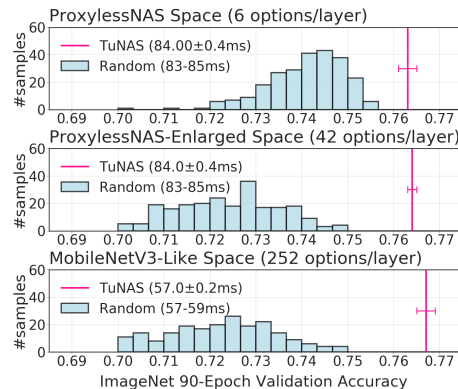 ProxylessNAS Space (6 options/layer)
60
40
20
0
#samples
TuNAS (84.00±0.4ms)
Random (83-85ms)
0.69 0.70 0.71 0.72 0.73 0.74 0.75 0.76 0.77
ProxylessNAS-Enlarged Space (42 options/layer)
60
40
20
0
#samples
TuNAS (84.0±0.4ms)
Random (83-85ms)
0.69 0.70 0.71 0.72 0.73 0.74 0.75 0.76 0.77
MobileNetV3-Like Space (252 options/layer)
60
40
20
0
#samples
TuNAS (57.0±0.2ms)
Random (57-59ms)
0.69 0.70 0.71 0.72 0.73 0.74 0.75 0.76 0.77
ImageNet 90-Epoch Validation Accuracy